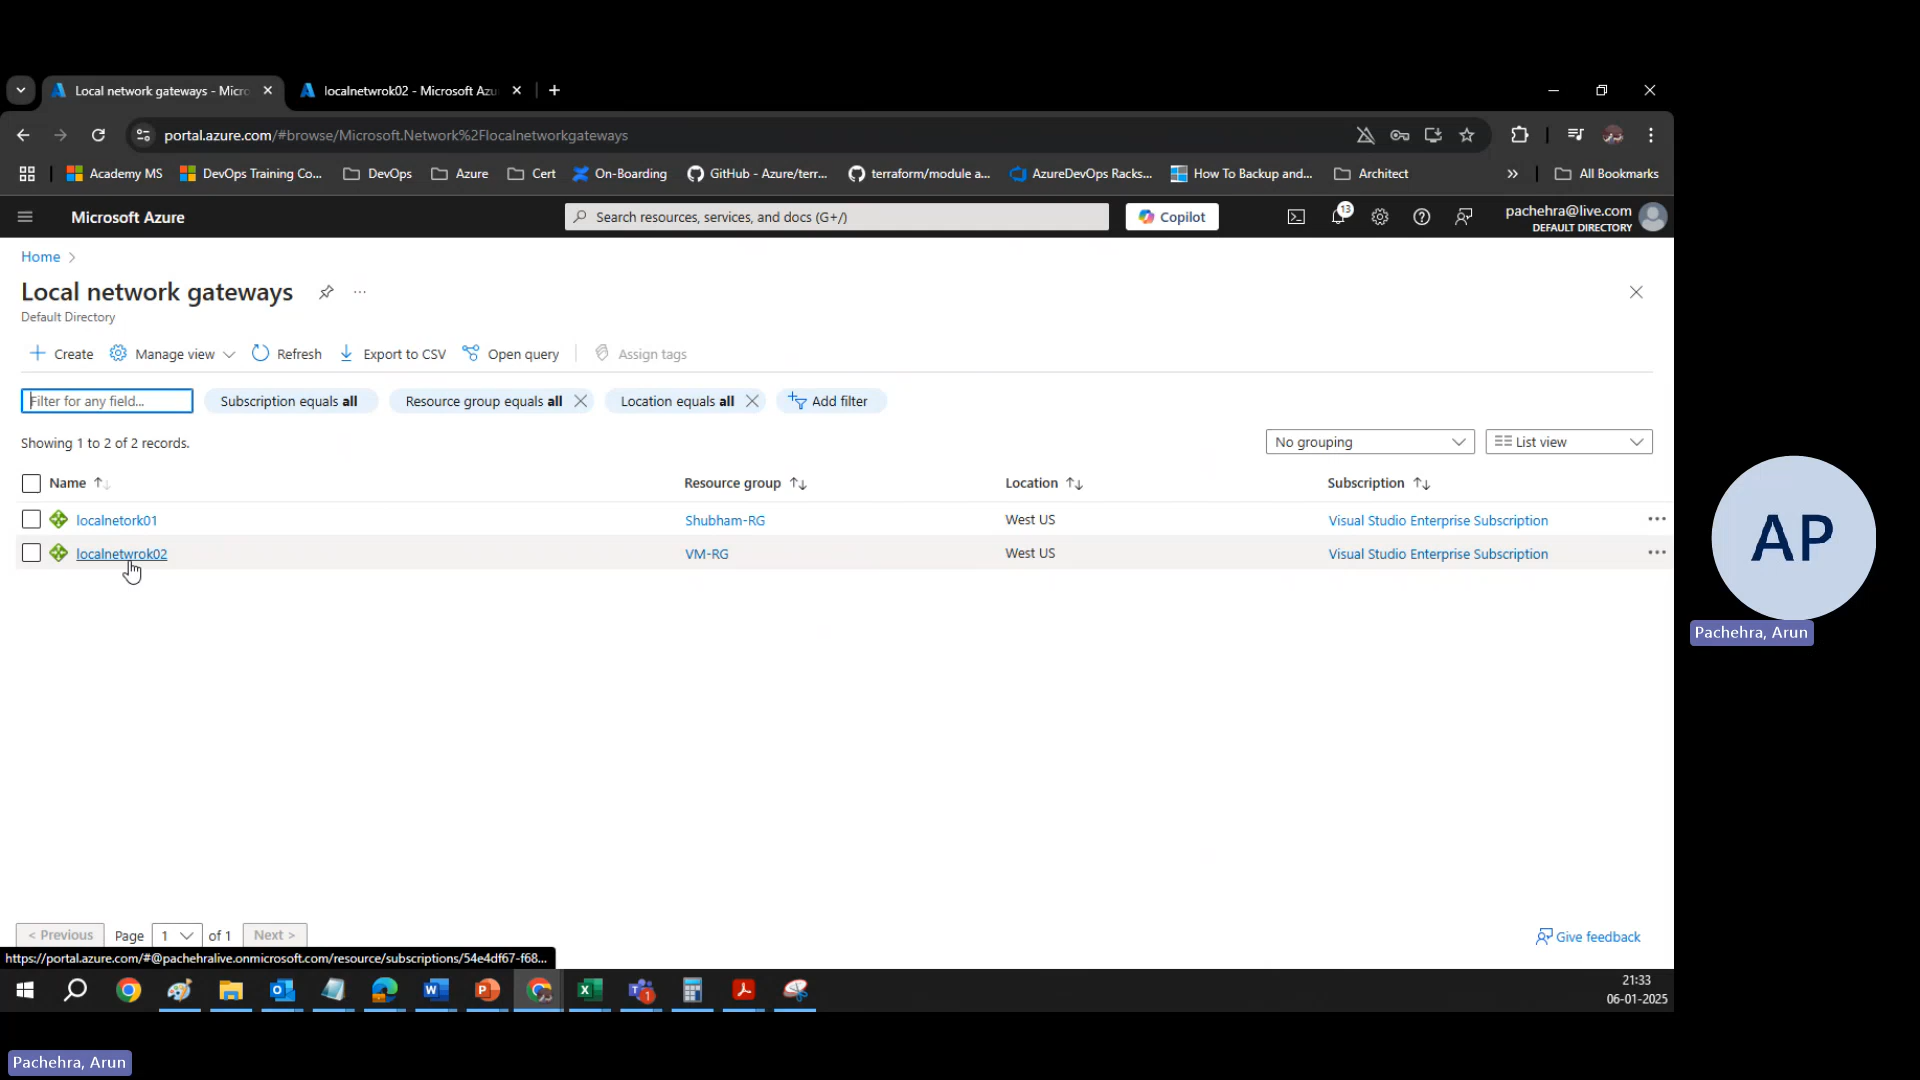 Local network gateways - Micro
localnetwrok02 - Microsoft Azu
portal.azure.com/#browse/Microsoft.Network%2Flocalnetworkgateways
Academy MS
DevOps Training Co...
DevOps
Azure
Cert
On-Boarding
GitHub - Azure/terr...
terraform/module a...
AzureDevOps Racks...
How To Backup and...
Architect
»
All Bookmarks
Microsoft Azure
Search resources, services, and docs (G+/)
Copilot
13
pachehra@live.com
DEFAULT DIRECTORY
Home
Local network gateways
Default Directory
Create
Manage view
Refresh
Export to CSV
Open query
Assign tags
Filter for any field...
Subscription equals all
Resource group equals all
Location equals all
Add filter
Showing 1 to 2 of 2 records.
No grouping
List view
Name
Resource group
Location
Subscription
localnetork01
Shubham-RG
West US
Visual Studio Enterprise Subscription
localnetwrok02
VM-RG
West US
Visual Studio Enterprise Subscription
< Previous
Page
1
of 1
Next >
Give feedback
https://portal.azure.com/#@pachehralive.onmicrosoft.com/resource/subscriptions/54e4df67-f68...
21:33
06-01-2025
AP
Pachehra, Arun
Pachehra, Arun